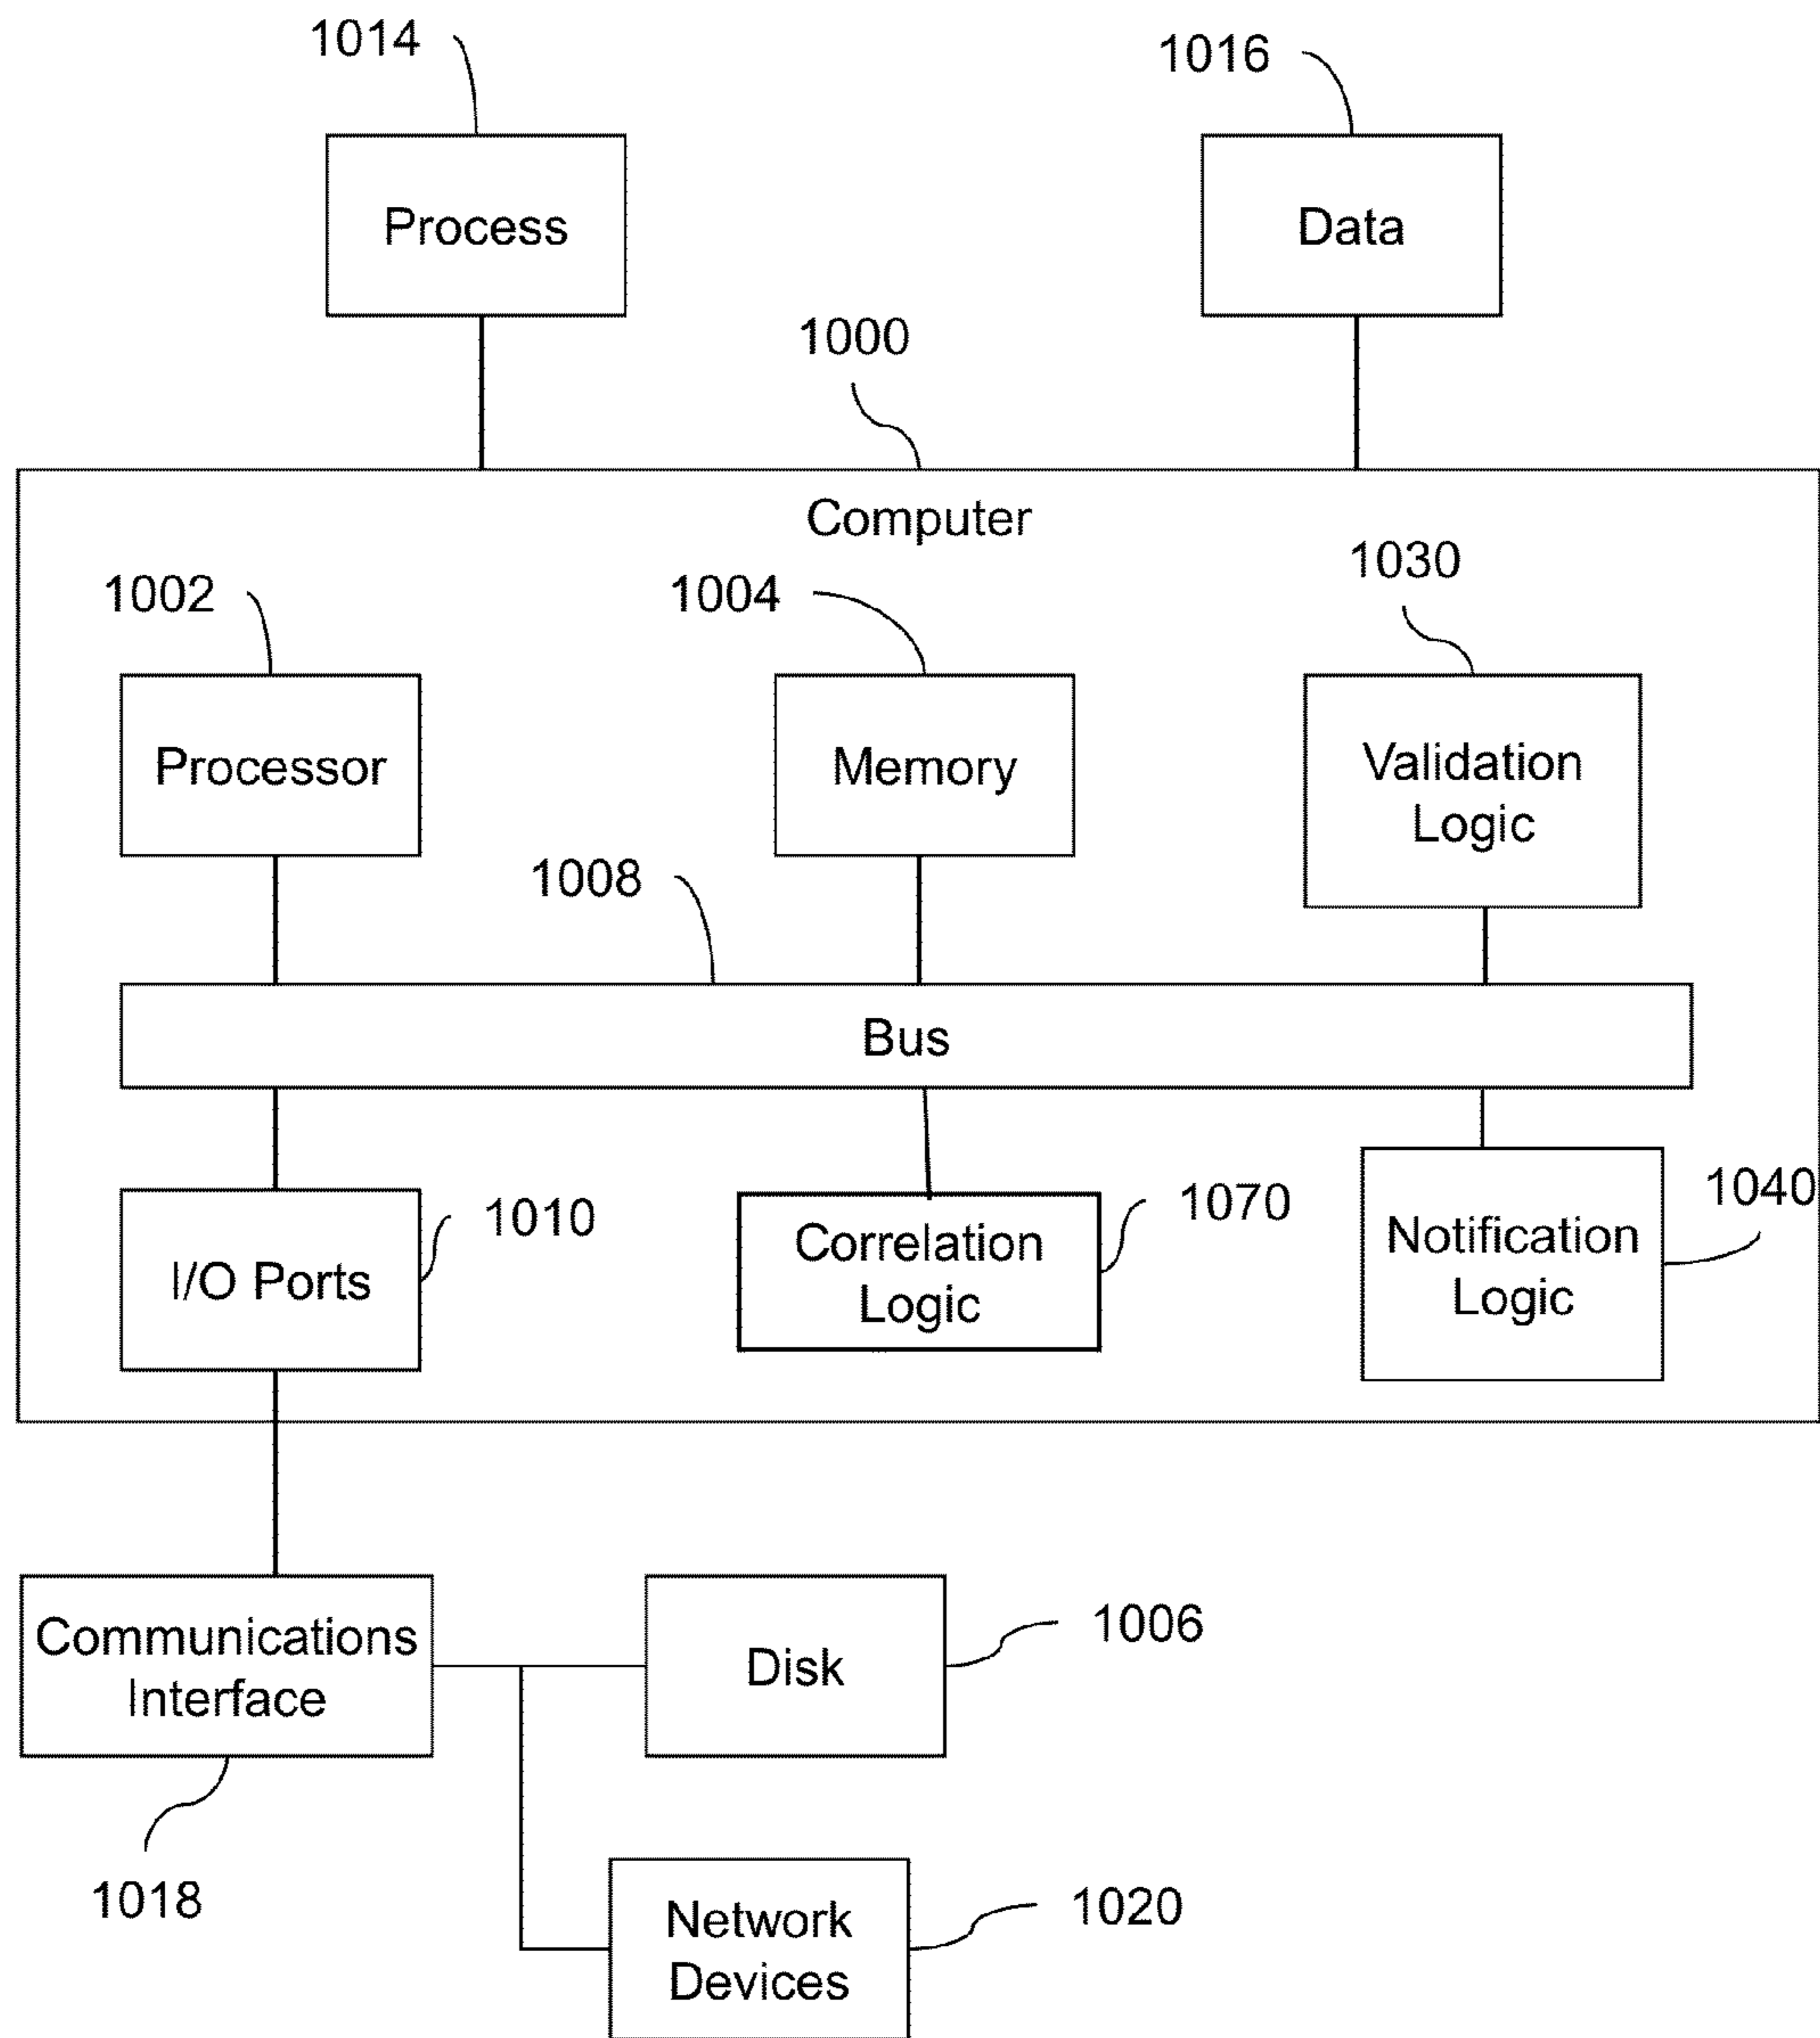 1014
1016
Process
Data
1000
Computer
1002
1004
1030
Processor
Memory
Validation
Logic
1008
Bus
1010
1070
1040
I/O Ports
Correlation
Logic
Notification
Logic
Communications
Interface
Disk
1006
1018
Network
Devices
1020